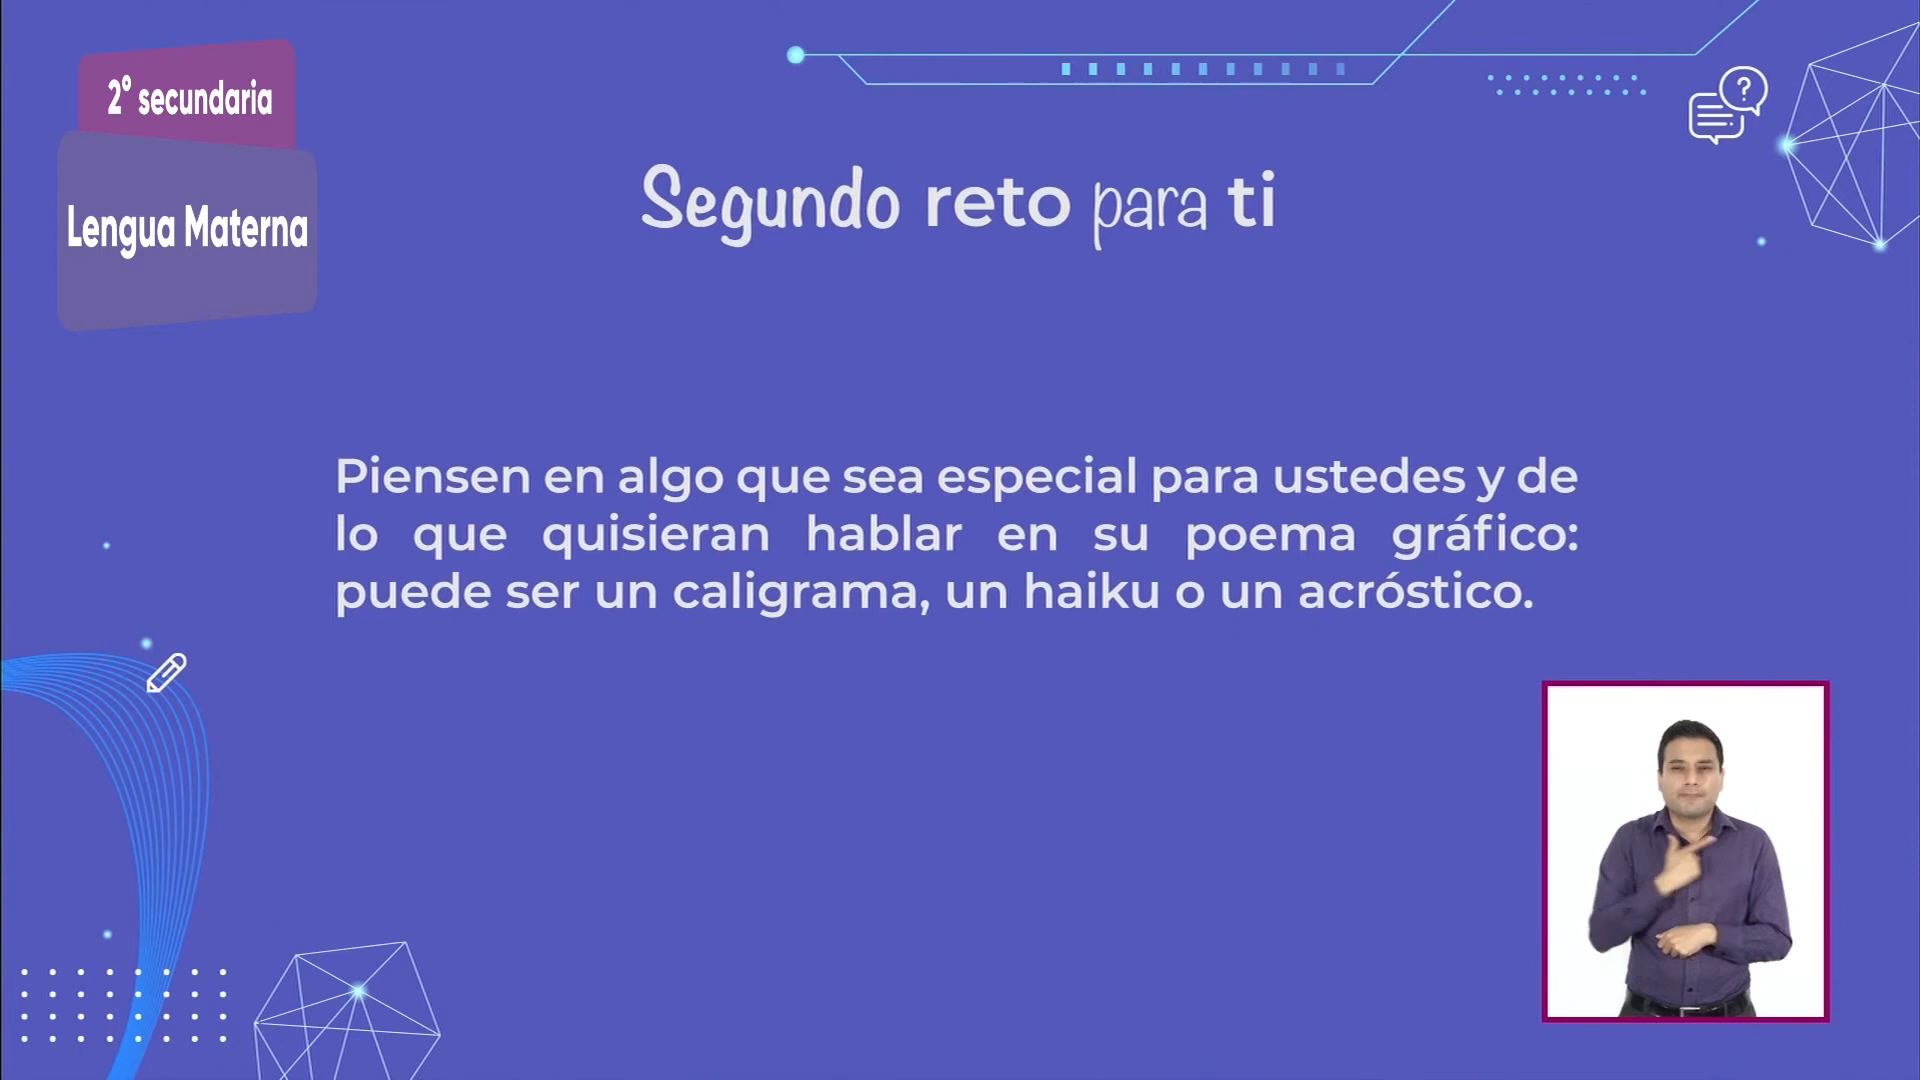 2° secundaria
Lengua Materna
Segundo reto para ti
Piensen en algo que sea especial para ustedes y de
lo que quisieran hablar en su poema gráfico:
puede ser un caligrama, un haiku o un acróstico.